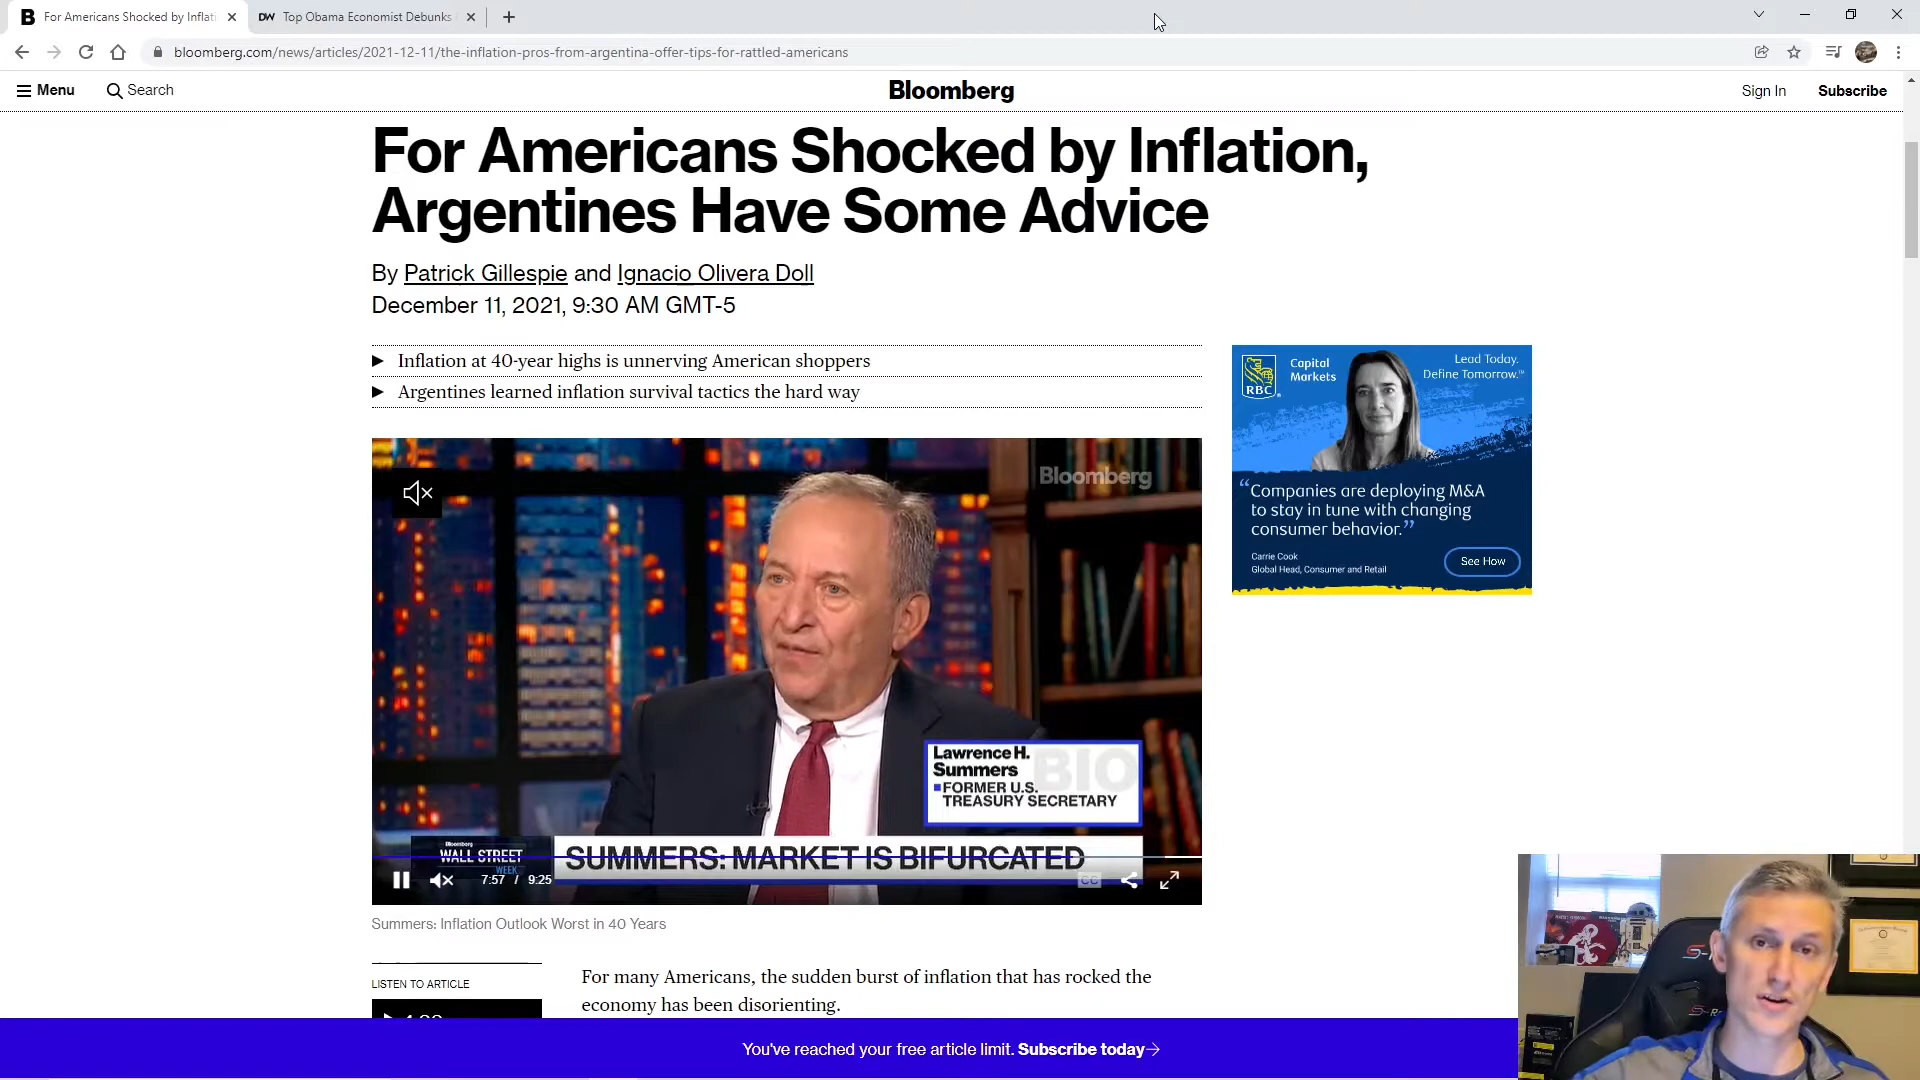 For Americans Shocked by Inflati
Top Obama Economist Debunks
bloomberg.com/news/articles/2021-12-11/the-inflation-pros-from-argentina-offer-tips-for-rattled-americans
Menu
Search
Bloomberg
Sign In
Subscribe
For Americans Shocked by Inflation,
Argentines Have Some Advice
By Patrick Gillespie and Ignacio Olivera Doll
December 11, 2021, 9:30 AM GMT-5
Inflation at 40-year highs is unnerving American shoppers
Argentines learned inflation survival tactics the hard way
RBC
Capital
Markets
Lead Today.
Define Tomorrow.™
“Companies are deploying M&A
to stay in tune with changing
consumer behavior.”
Carrie Cook
Global Head, Consumer and Retail
See How
Bloomberg
Lawrence H.
Summers
BIO
FORMER U.S.
TREASURY SECRETARY
Bloomberg
WALL STREET
WEEK
SUMMERS: MARKET IS BIFURCATED
7:57 / 9:25
CC
Summers: Inflation Outlook Worst in 40 Years
LISTEN TO ARTICLE
For many Americans, the sudden burst of inflation that has rocked the
economy has been disorienting.
You've reached your free article limit. Subscribe today